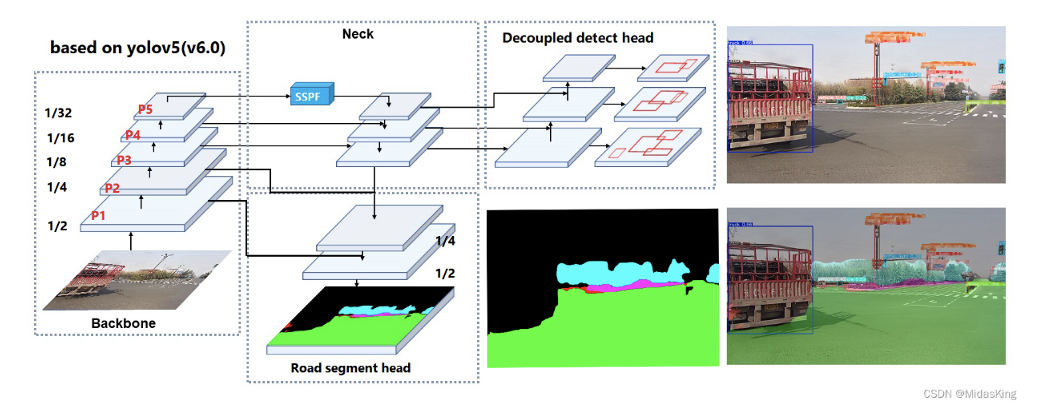 based on yolov5(v6.0)
Neck
Decoupled detect head
SSPF
P5
1/32
P4
1/16
P3
1/8
P2
1/4
P1
1/2
Backbone
1/4
1/2
Road segment head
CSDN @MidasKing